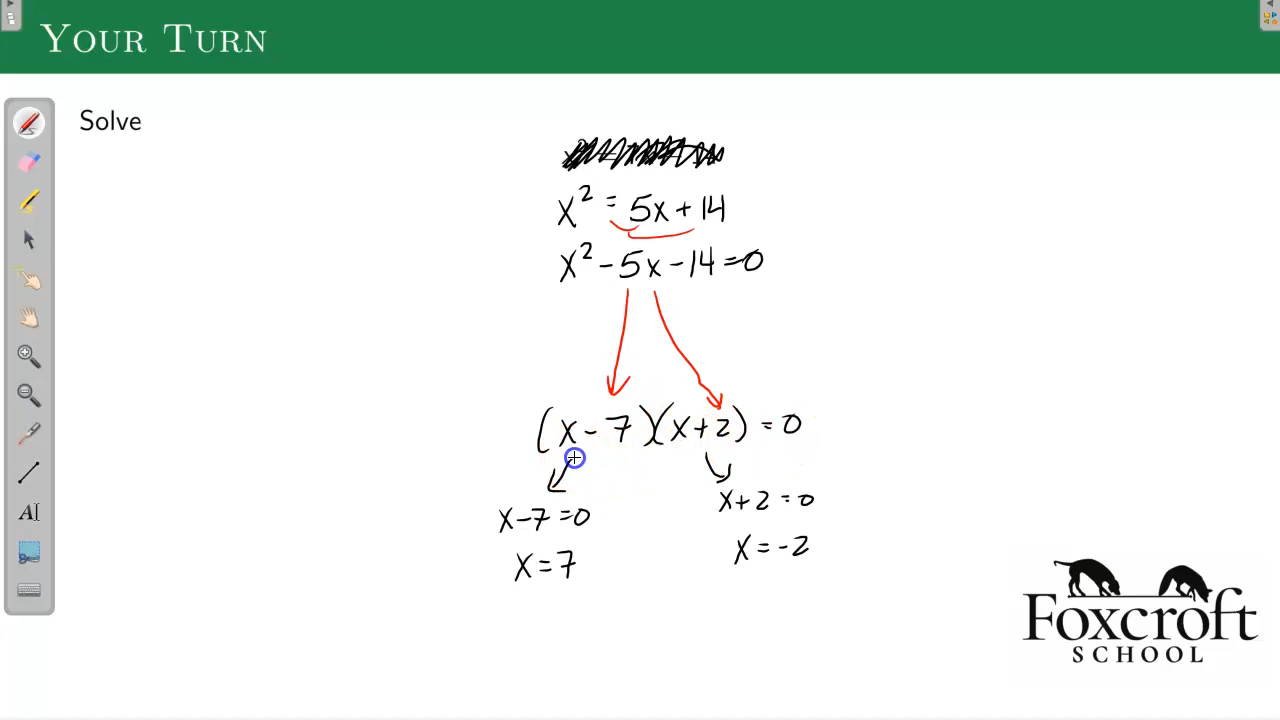 YOUR TURN
Solve
x² = 5x + 14
x² - 5x - 14 = 0
(x - 7)(x + 2) = 0
x - 7 = 0
x = 7
x + 2 = 0
x = -2
AI
Foxcroft
SCHOOL